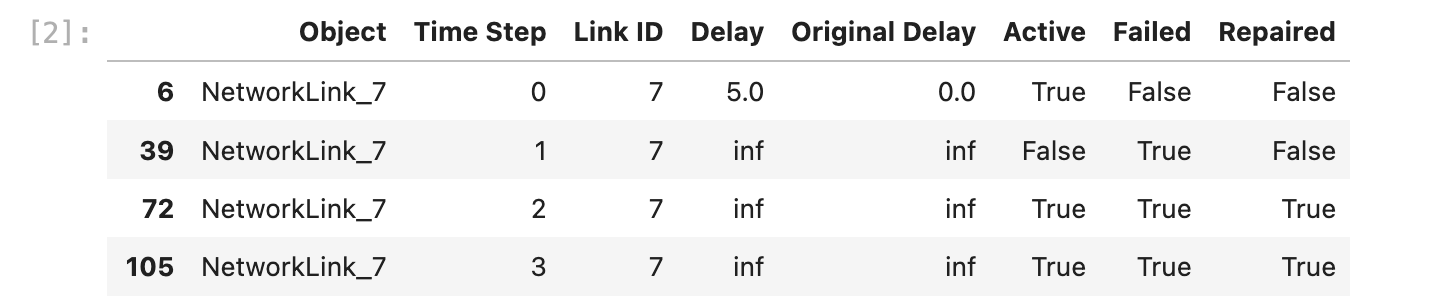 [2]: Object Time Step Link ID Delay Original Delay Active Failed Repaired
6 NetworkLink_7 0 7 5.0 0.0 True False False
39 NetworkLink_7 1 7 inf inf False True False
72 NetworkLink_7 2 7 inf inf True True True
105 NetworkLink_7 3 7 inf inf True True True